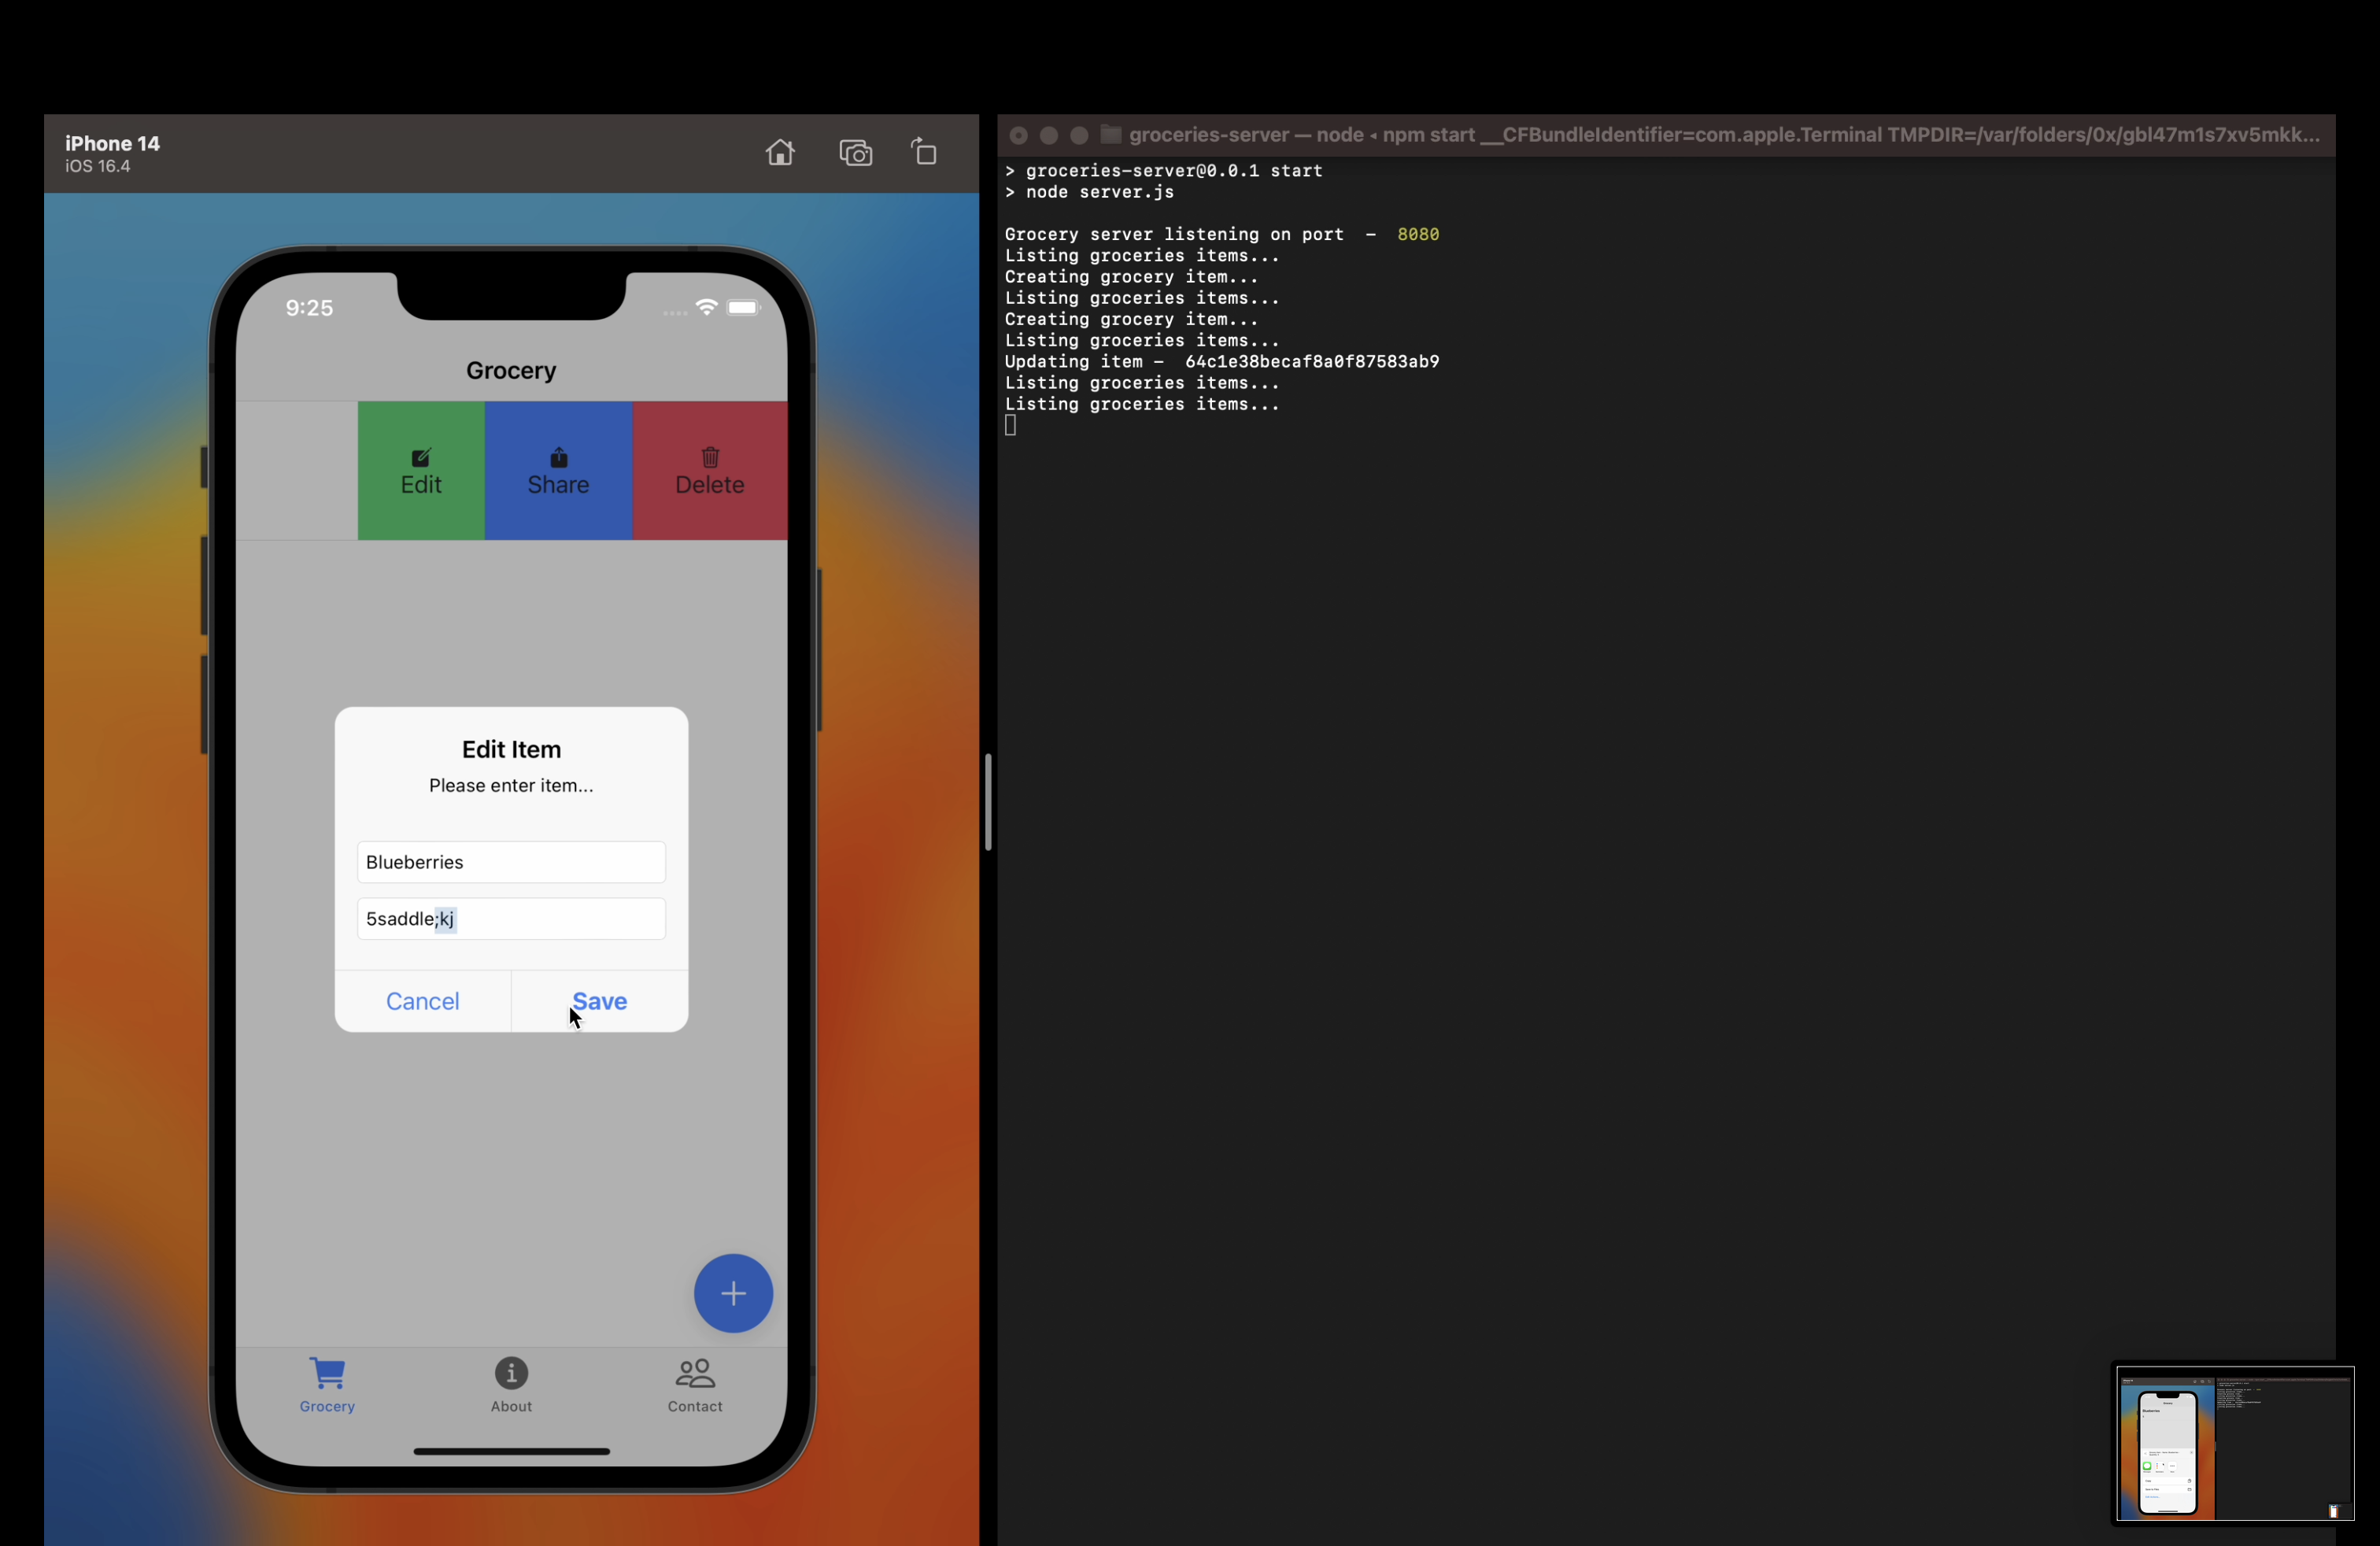 iPhone 14
iOS 16.4
9:25
Grocery
Edit
Share
Delete
Edit Item
Please enter item...
Blueberries
5saddle;kj
Cancel
Save
Grocery
About
Contact
groceries-server — node ◂ npm start __CFBundleIdentifier=com.apple.Terminal TMPDIR=/var/folders/0x/gbl47m1s7xv5mkk...
> groceries-server@0.0.1 start
> node server.js
Grocery server listening on port – 8080
Listing groceries items...
Creating grocery item...
Listing groceries items...
Creating grocery item...
Listing groceries items...
Updating item – 64c1e38becaf8a0f87583ab9
Listing groceries items...
Listing groceries items...